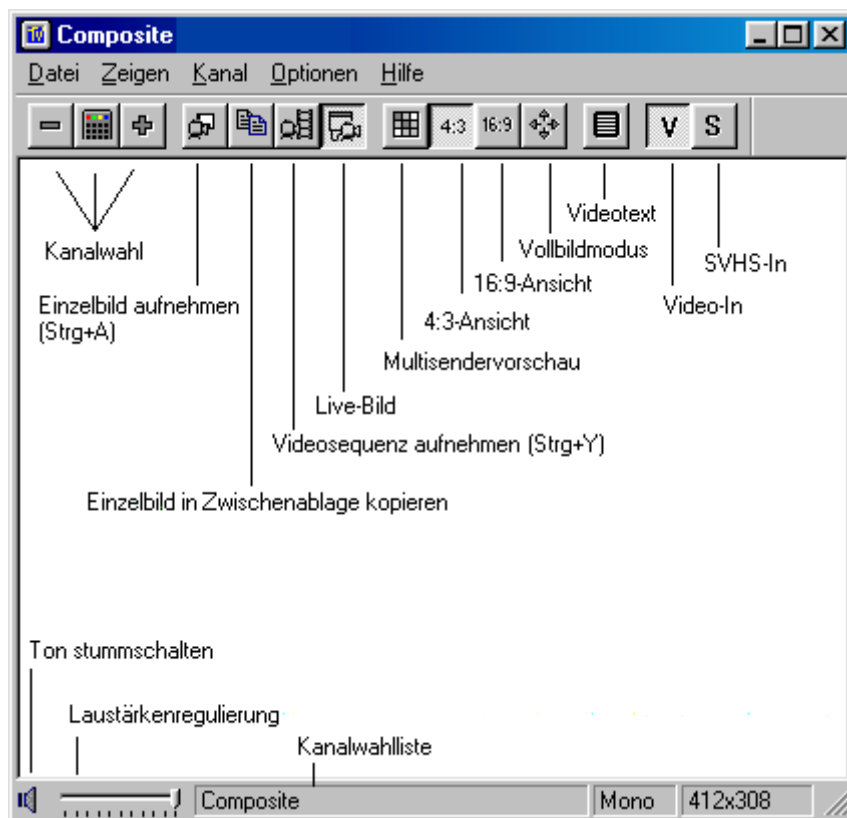 Composite
Datei Zeigen Kanal Optionen Hilfe
4:3 16:9 V S
Videotext
Kanalwahl
Vollbildmodus
SVHS-In
16:9-Ansicht
Einzelbild aufnehmen
(Strg+A)
Video-In
4:3-Ansicht
Multisendervorschau
Live-Bild
Videosequenz aufnehmen (Strg+Y)
Einzelbild in Zwischenablage kopieren
Ton stummschalten
Laustärkenregulierung
Kanalwahlliste
Composite Mono 412x308